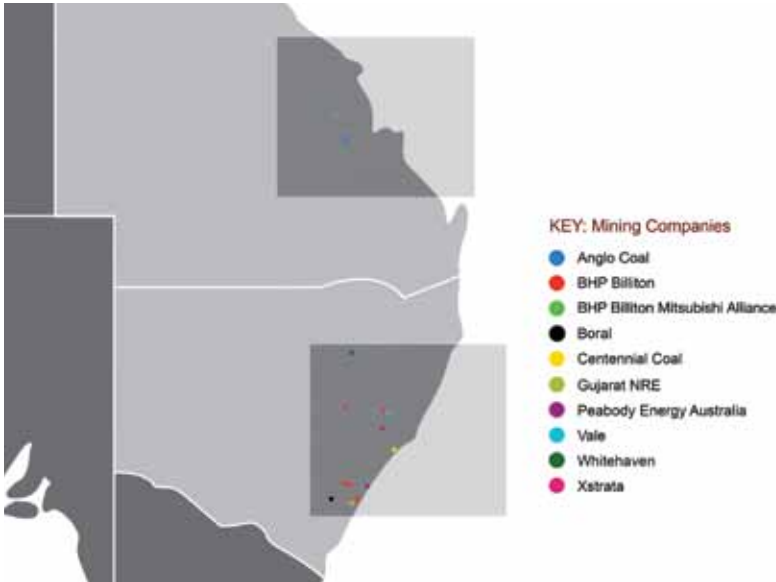 KEY: Mining Companies
Anglo Coal
BHP Billiton
BHP Billiton Mitsubishi Alliance
Boral
Centennial Coal
Gujarat NRE
Peabody Energy Australia
Vale
Whitehaven
Xstrata